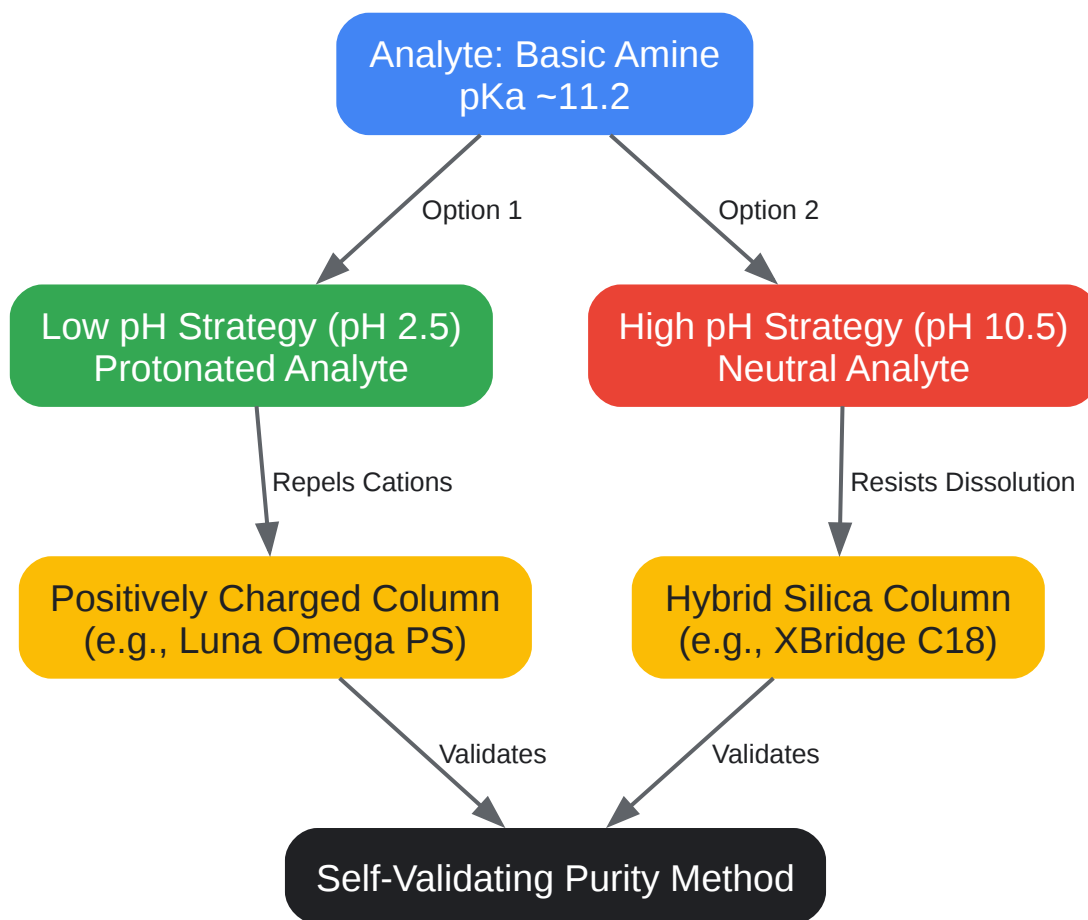 Analyte: Basic Amine
pKa ~11.2
Option 1
Option 2
Low pH Strategy (pH 2.5)
Protonated Analyte
High pH Strategy (pH 10.5)
Neutral Analyte
Repels Cations
Resists Dissolution
Positively Charged Column
(e.g., Luna Omega PS)
Hybrid Silica Column
(e.g., XBridge C18)
Validates
Validates
Self-Validating Purity Method